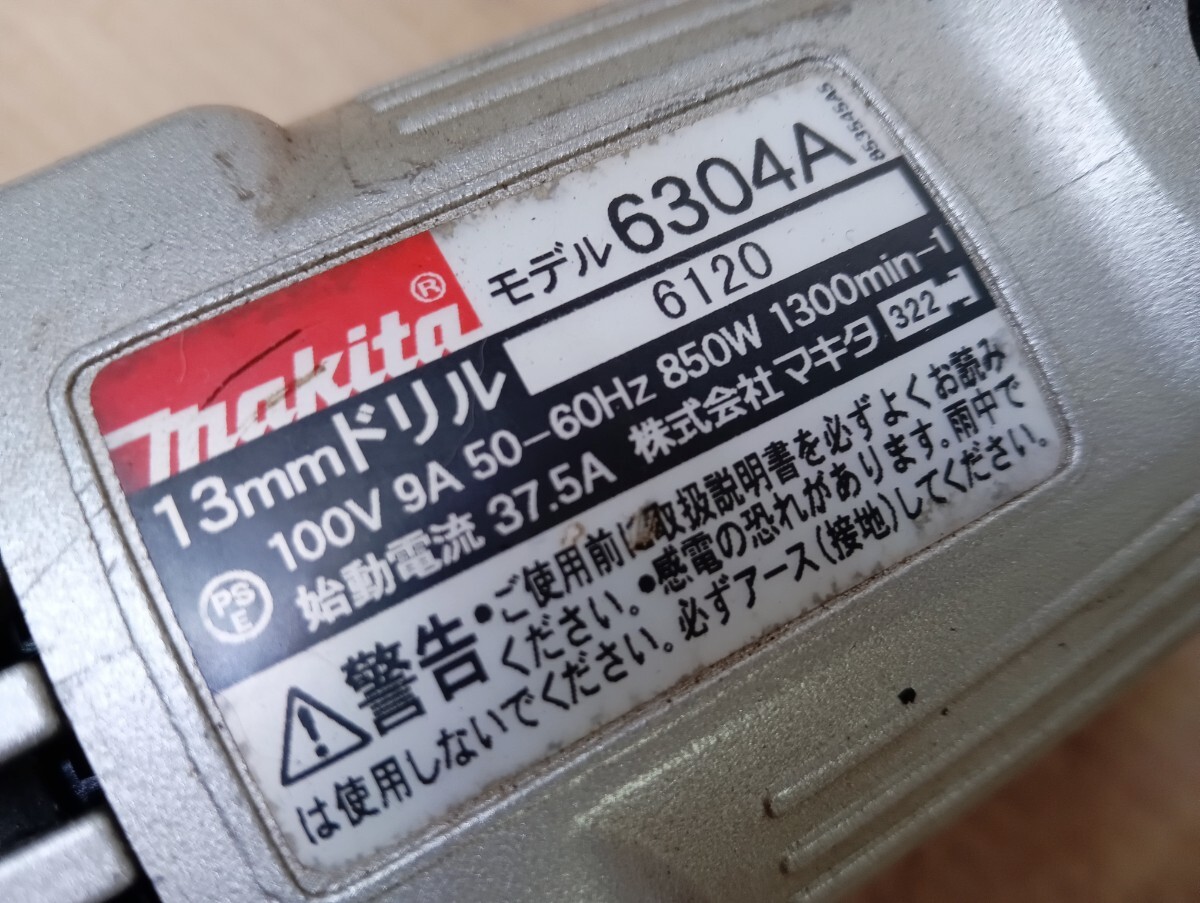 853545A5
makita® モデル 6304A
13mmドリル 6120
100V 9A 50-60Hz 850W 1300min-1
PSE 始動電流 37.5A 株式会社 マキタ 322
警告 •ご使用前に取扱説明書を必ずよくお読み
ください。•感電の恐れがあります。雨中で
は使用しないでください。必ずアース(接地)してください。